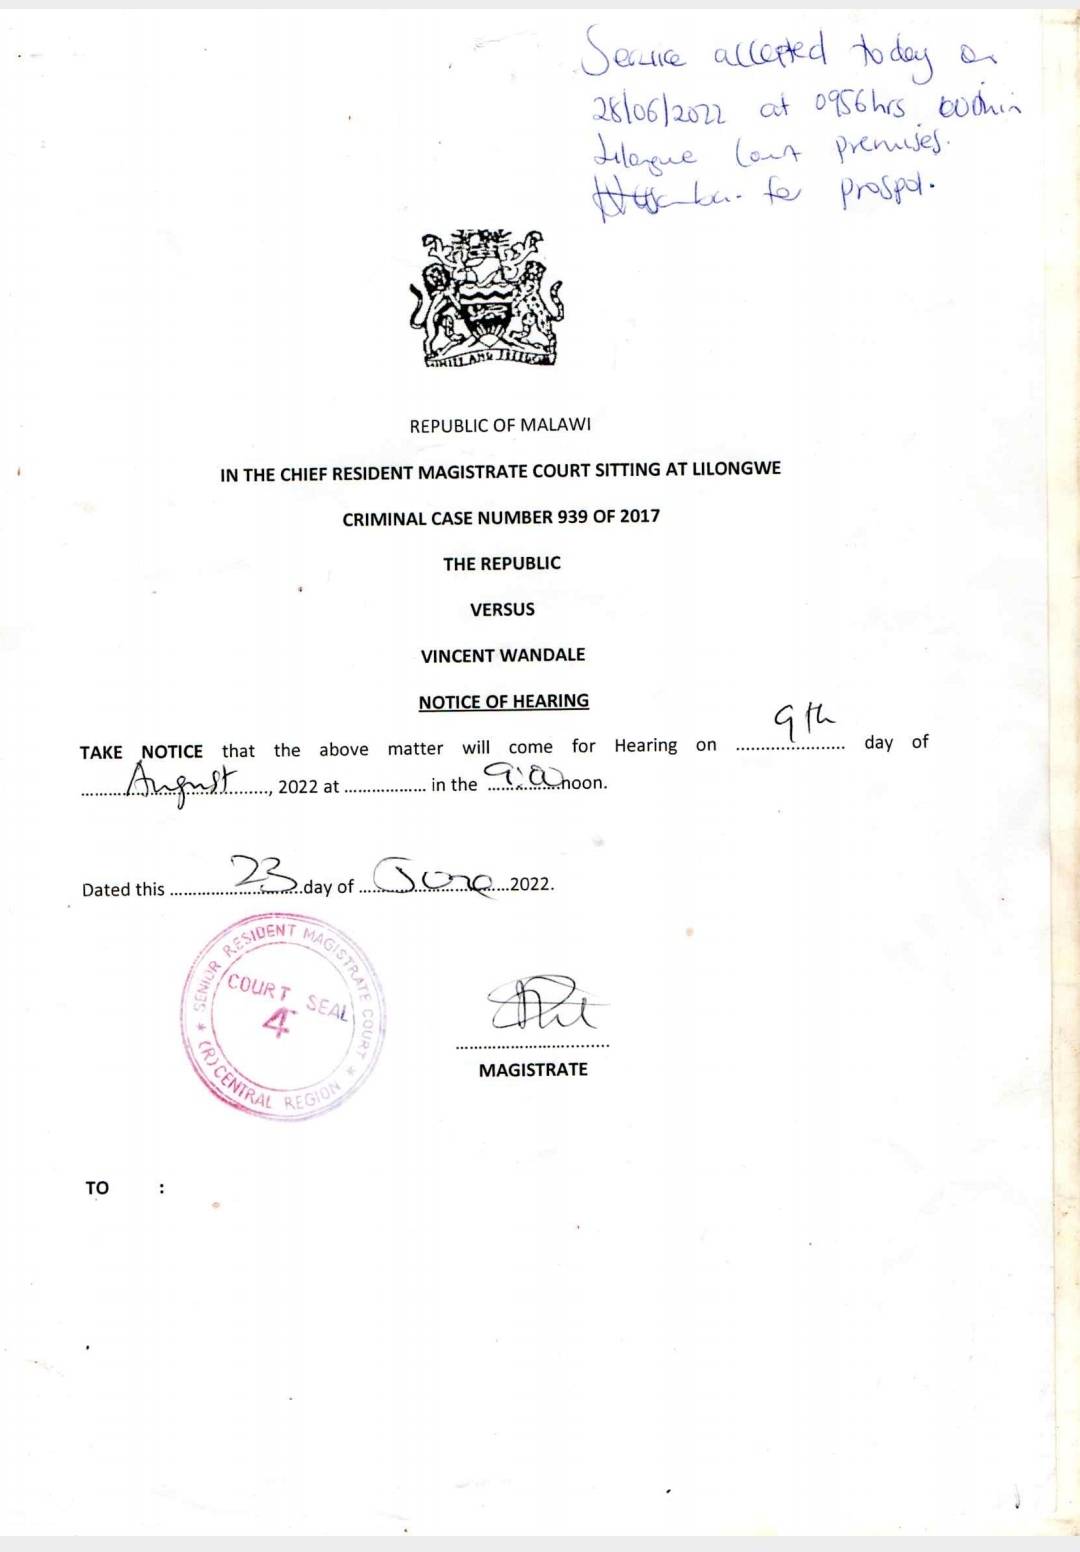 Service accepted today on
28/06/2022 at 0956hrs within
Lilongwe Court premises.
for prospol.
REPUBLIC OF MALAWI
IN THE CHIEF RESIDENT MAGISTRATE COURT SITTING AT LILONGWE
CRIMINAL CASE NUMBER 939 OF 2017
THE REPUBLIC
VERSUS
VINCENT WANDALE
NOTICE OF HEARING
TAKE NOTICE that the above matter will come for Hearing on 9th day of
August, 2022 at .................. in the 9:00 noon.
Dated this 23 day of June 2022.
SENIOR RESIDENT MAGISTRATE COURT
COURT SEAL
4
(R) CENTRAL REGION
MAGISTRATE
TO :